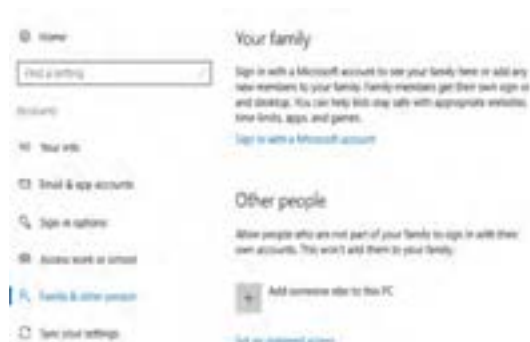 Home
Find a setting
Accounts
Your info
Email & app accounts
Sign-in options
Access work or school
Family & other people
Sync your settings
Your family
Sign in with a Microsoft account to see your family here or add any
new members to your family. Family members get their own sign-in
and desktop. You can help kids stay safe with appropriate websites,
time limits, apps, and games.
Sign in with a Microsoft account
Other people
Allow people who are not part of your family to sign in with their
own accounts. This won't add them to your family.
Add someone else to this PC
Set up assigned access